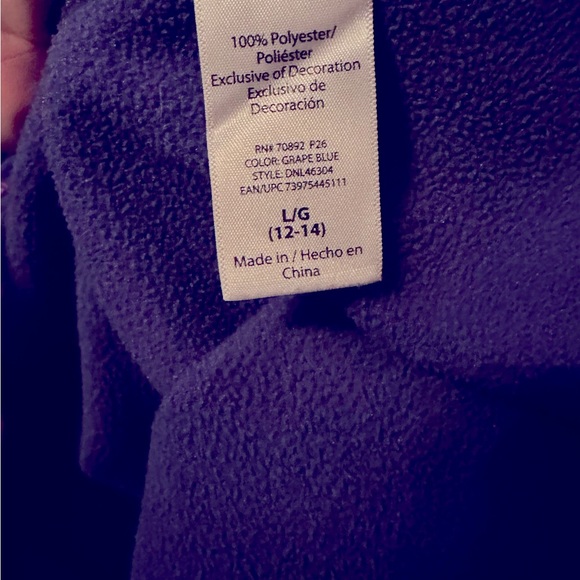 100% Polyester/
Poliéster
Exclusive of Decoration
Exclusivo de
Decoración
RN# 70892 P26
COLOR: GRAPE BLUE
STYLE: DNL46304
EAN/UPC 73975445111
L/G
(12-14)
Made in / Hecho en
China